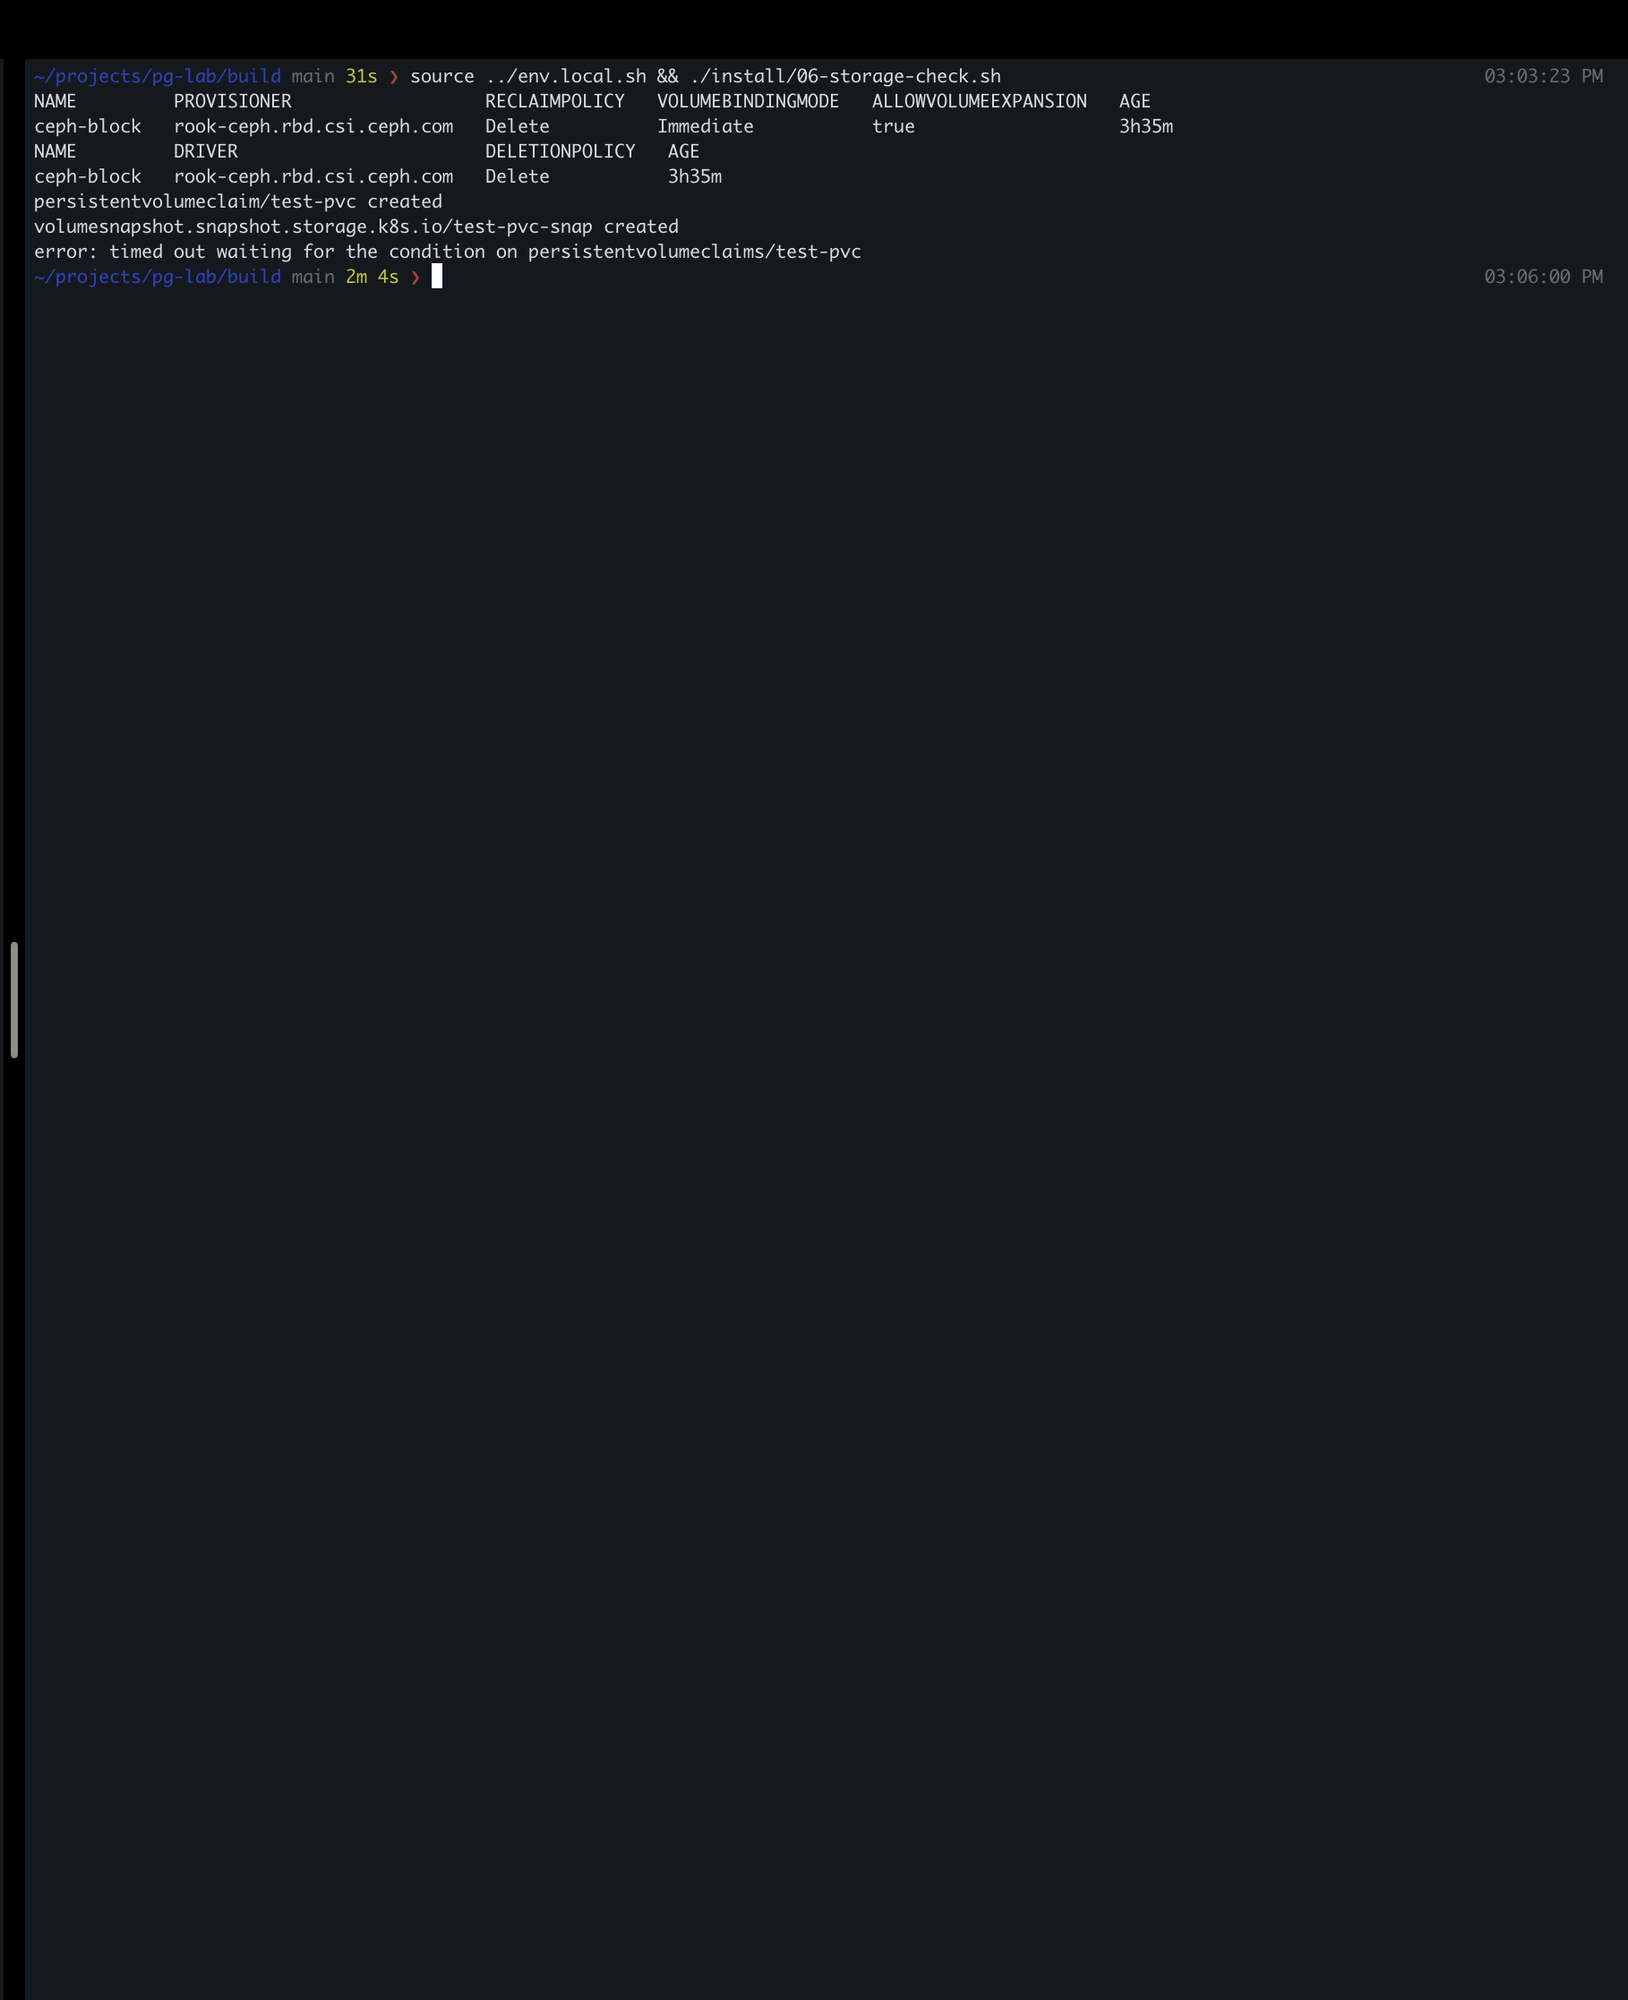 ~/projects/pg-lab/build main 31s ❯ source ../env.local.sh && ./install/06-storage-check.sh 03:03:23 PM
NAME PROVISIONER RECLAIMPOLICY VOLUMEBINDINGMODE ALLOWVOLUMEEXPANSION AGE
ceph-block rook-ceph.rbd.csi.ceph.com Delete Immediate true 3h35m
NAME DRIVER DELETIONPOLICY AGE
ceph-block rook-ceph.rbd.csi.ceph.com Delete 3h35m
persistentvolumeclaim/test-pvc created
volumesnapshot.snapshot.storage.k8s.io/test-pvc-snap created
error: timed out waiting for the condition on persistentvolumeclaims/test-pvc
~/projects/pg-lab/build main 2m 4s ❯ 03:06:00 PM